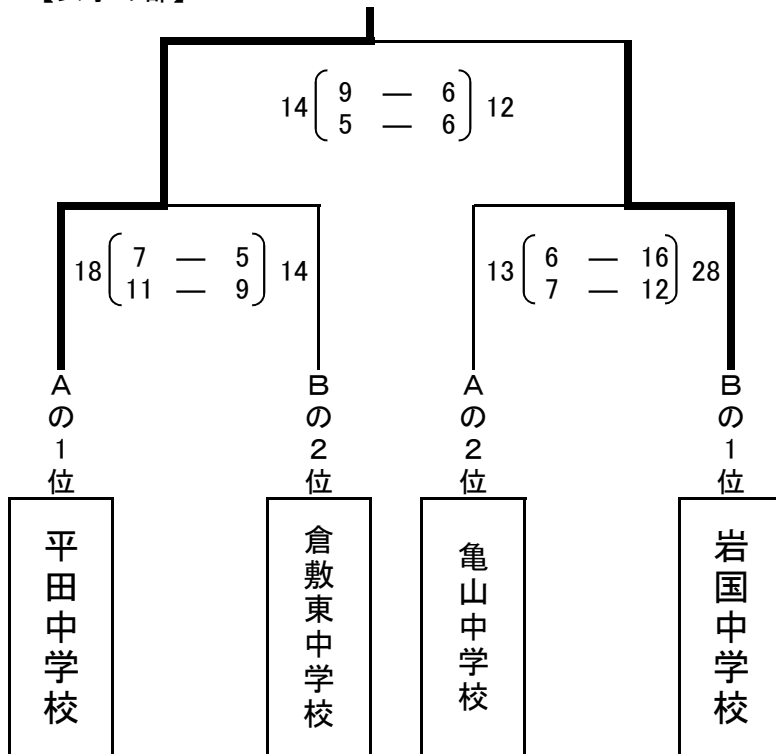 14 9 — 6 12
5 — 6
18 7 — 5 14
11 — 9
13 6 — 16 28
7 — 12
Aの1位
Bの2位
Aの2位
Bの1位
平田中学校
倉敷東中学校
亀山中学校
岩国中学校